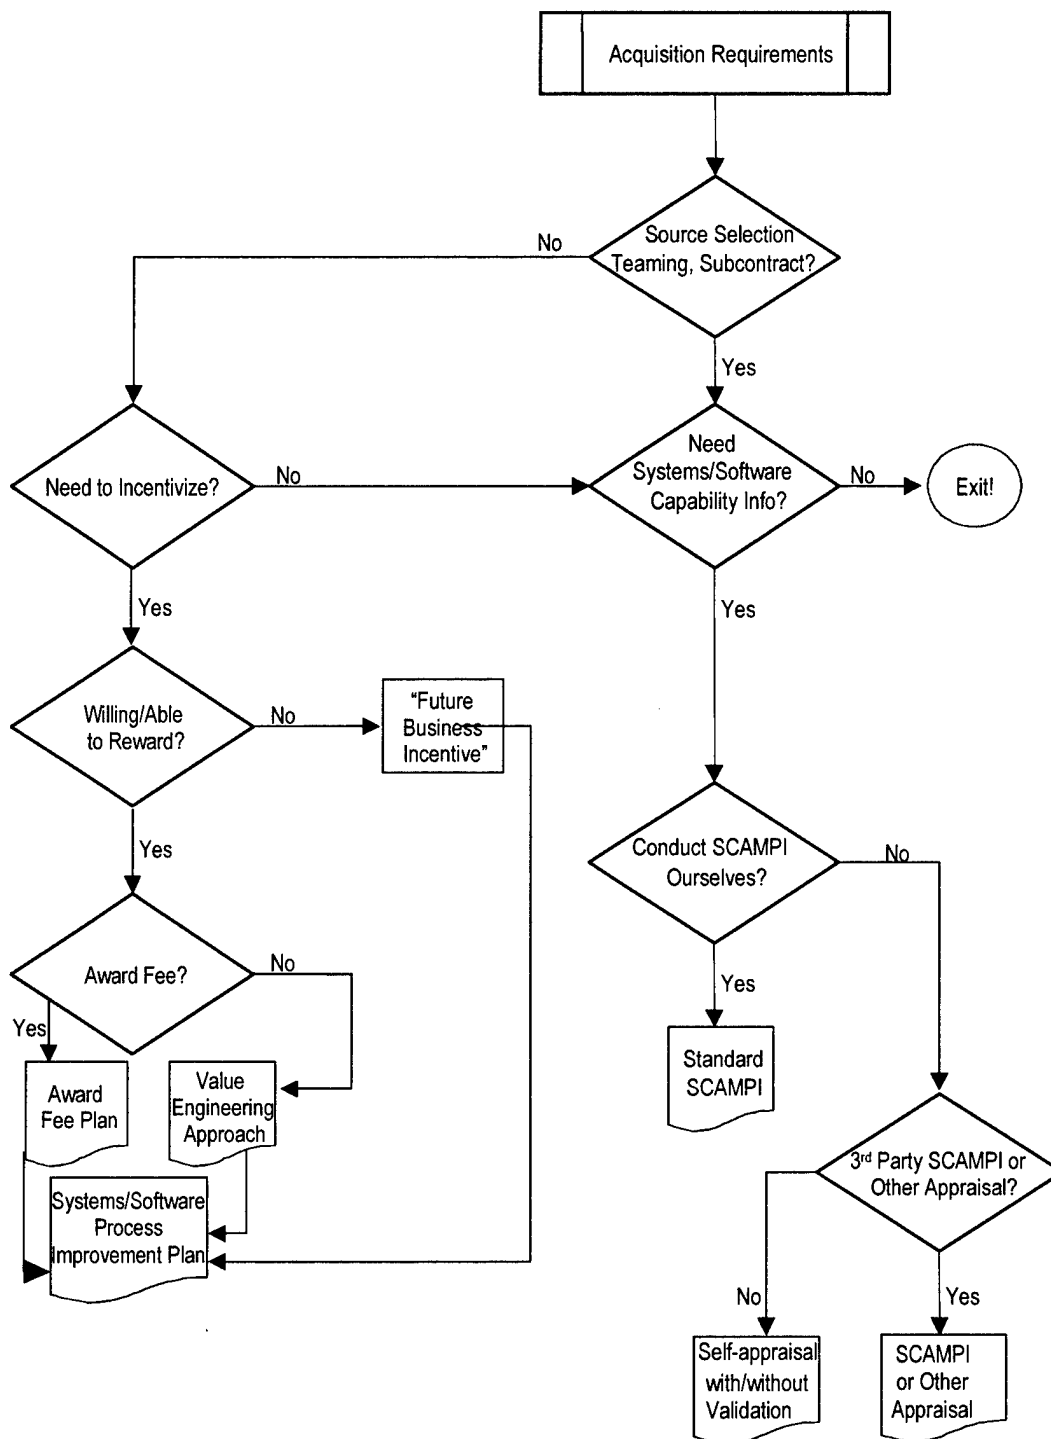 Acquisition Requirements
Source Selection
Teaming, Subcontract?
No
Yes
Need to Incentivize?
No
Need
Systems/Software
Capability Info?
No
Exit!
Yes
Yes
Willing/Able
to Reward?
No
“Future
Business
Incentive”
Yes
Conduct SCAMPI
Ourselves?
No
Award Fee?
No
Yes
Yes
Award
Fee Plan
Value
Engineering
Approach
Standard
SCAMPI
Systems/Software
Process
Improvement Plan
3rd Party SCAMPI or
Other Appraisal?
No
Yes
Self-appraisal
with/without
Validation
SCAMPI
or Other
Appraisal